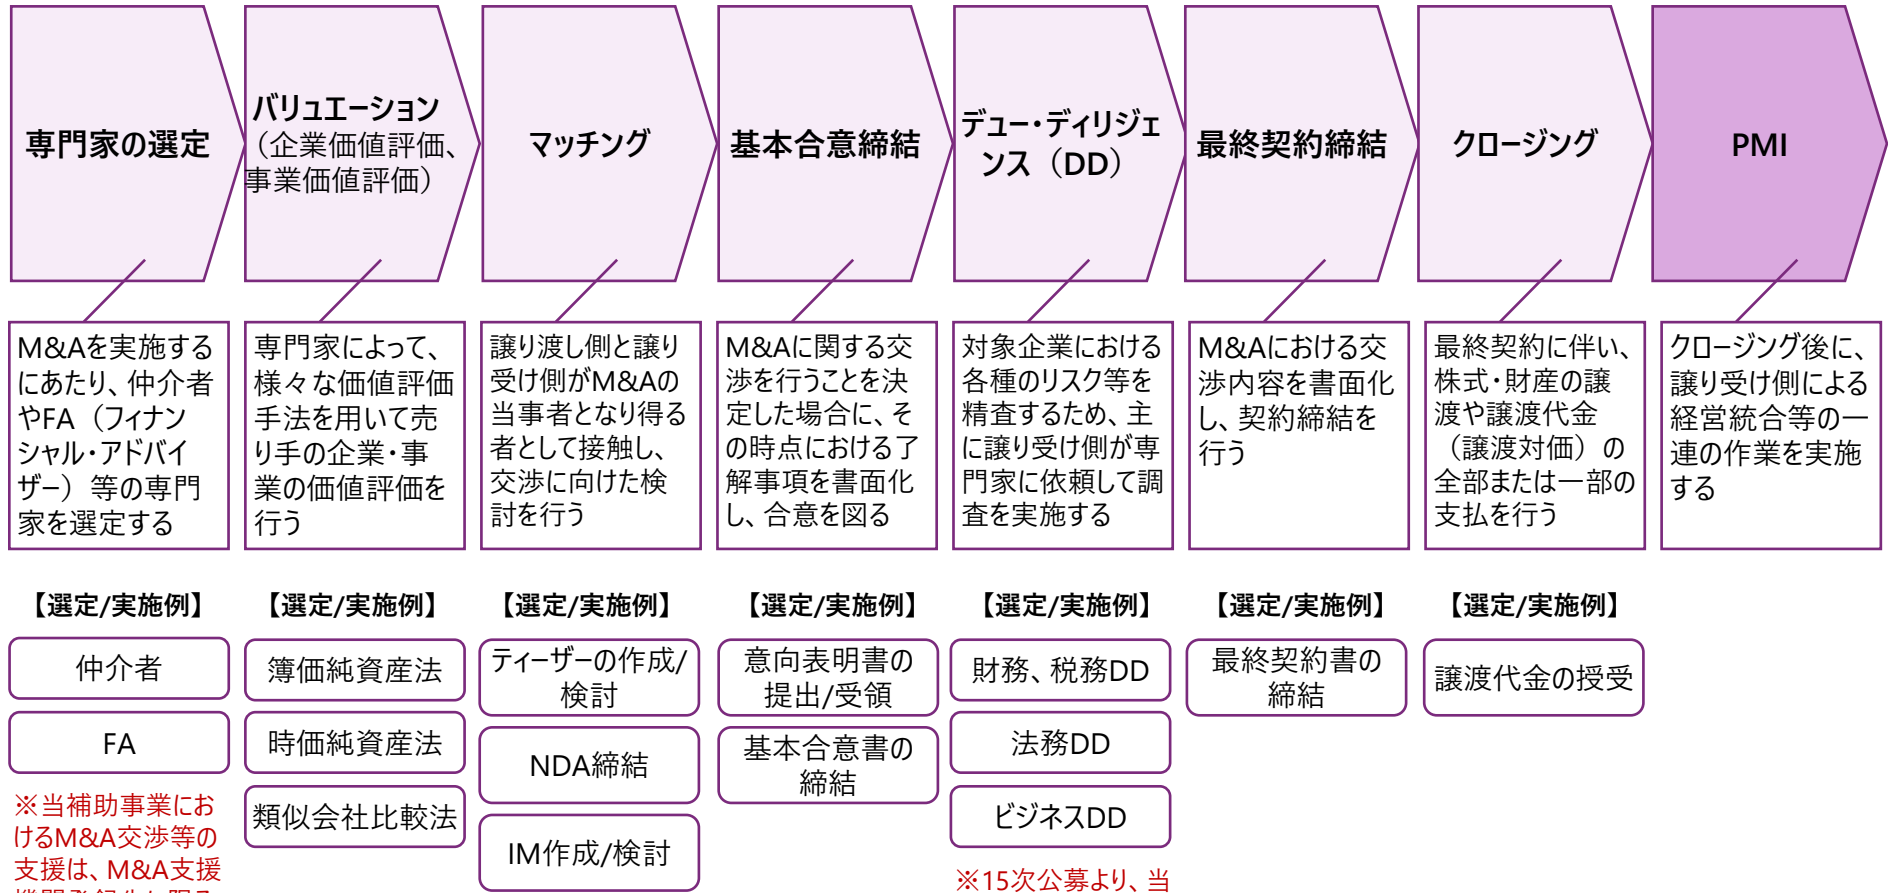 専門家の選定
バリュエーション
（企業価値評価、
事業価値評価）
マッチング
基本合意締結
デュー・ディリジェ
ンス（DD）
最終契約締結
クロージング
PMI
M&Aを実施する
にあたり、仲介者
やFA（フィナン
シャル・アドバイ
ザー）等の専門
家を選定する
専門家によって、
様々な価値評価
手法を用いて売
り手の企業・事
業の価値評価を
行う
譲り渡し側と譲り
受け側がM&Aの
当事者となり得る
者として接触し、
交渉に向けた検
討を行う
M&Aに関する交
渉を行うことを決
定した場合に、そ
の時点における了
解事項を書面化
し、合意を図る
対象企業における
各種のリスク等を
精査するため、主
に譲り受け側が専
門家に依頼して調
査を実施する
M&Aにおける交
渉内容を書面化
し、契約締結を
行う
最終契約に伴い、
株式・財産の譲
渡や譲渡代金
（譲渡対価）の
全部または一部の
支払を行う
クロージング後に、
譲り受け側による
経営統合等の一
連の作業を実施
する
【選定/実施例】
仲介者
FA
※当補助事業にお
けるM&A交渉等の
支援は、M&A支援
【選定/実施例】
簿価純資産法
時価純資産法
類似会社比較法
【選定/実施例】
ティーザーの作成/
検討
NDA締結
IM作成/検討
【選定/実施例】
意向表明書の
提出/受領
基本合意書の
締結
【選定/実施例】
財務、税務DD
法務DD
ビジネスDD
※15次公募より、当
【選定/実施例】
最終契約書の
締結
【選定/実施例】
譲渡代金の授受